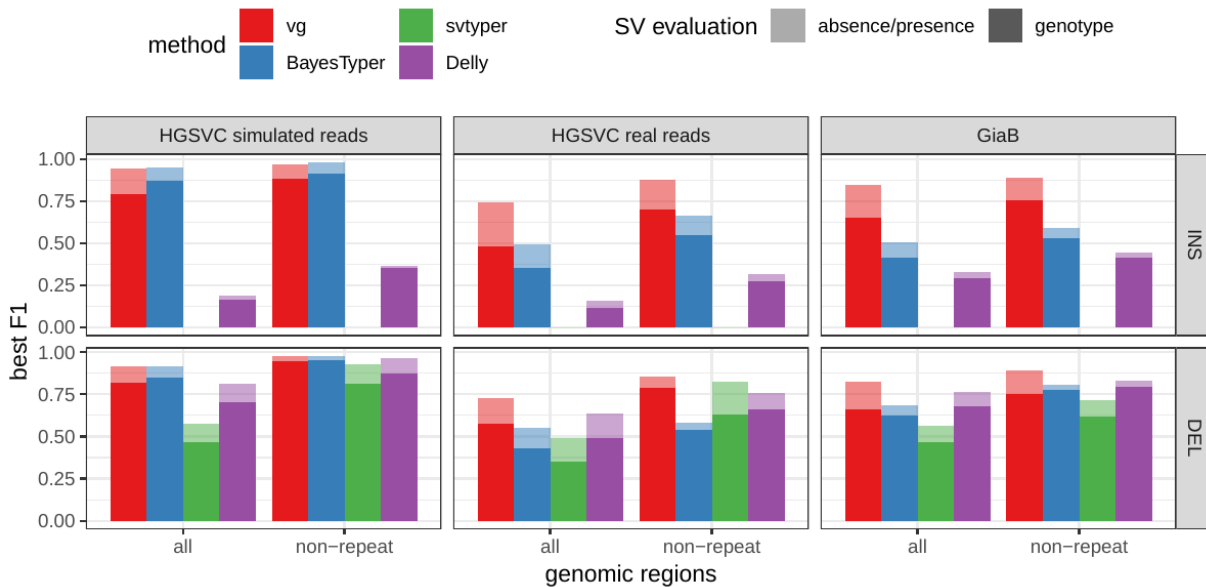 method
vg
BayesTyper
svtyper
Delly
SV evaluation
absence/presence
genotype
HGSVC simulated reads
HGSVC real reads
GiaB
best F1
1.00
0.75
0.50
0.25
0.00
INS
1.00
0.75
0.50
0.25
0.00
DEL
all
non−repeat
all
non−repeat
all
non−repeat
genomic regions